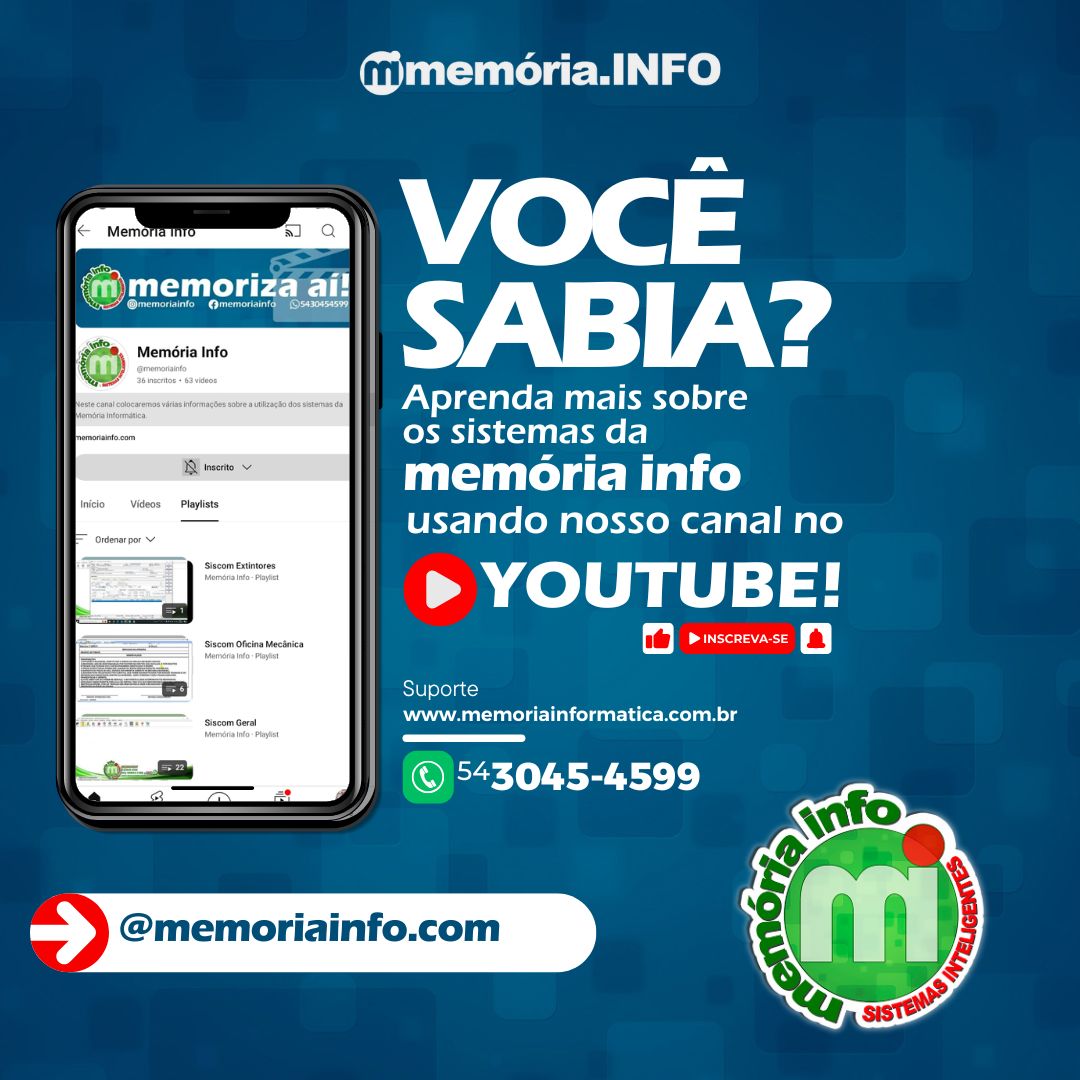 memória.INFO
Memória Info
memoriza aí!
@memoriainfo memoriainfo 5430454599
memória info
Memória Info
@memoriainfo
36 inscritos • 63 vídeos
Neste canal colocaremos várias informações sobre a utilização dos sistemas da
Memória Informática.
memoriainfo.com
Inscrito
Início Vídeos Playlists
Ordenar por
Siscom Extintores
Memória Info · Playlist
1
Siscom Oficina Mecânica
Memória Info · Playlist
6
Siscom Geral
Memória Info · Playlist
22
VOCÊ
SABIA?
Aprenda mais sobre
os sistemas da
memória info
usando nosso canal no
YOUTUBE!
INSCREVA-SE
Suporte
www.memoriainformatica.com.br
54 3045-4599
@memoriainfo.com
memória info
mi
SISTEMAS INTELIGENTES